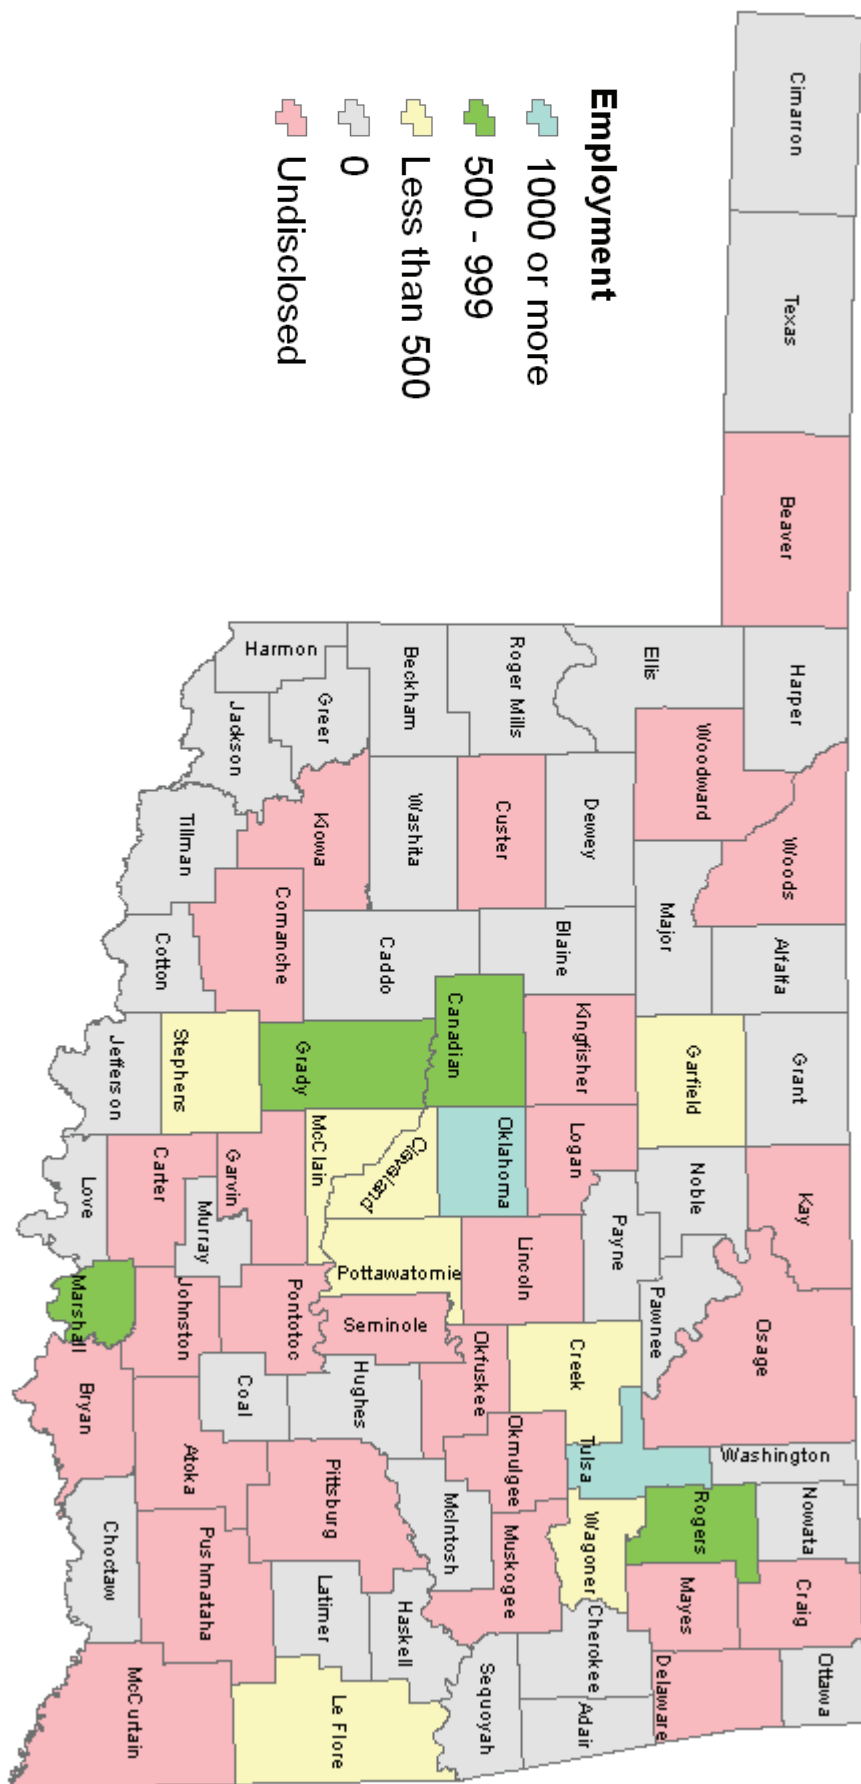 Employment
1000 or more
500 - 999
Less than 500
0
Undisclosed
Cimarron
Texas
Beaver
Harper
Ellis
Woodward
Woods
Alfalfa
Grant
Kay
Osage
Washington
Nowata
Craig
Ottawa
Major
Garfield
Noble
Pawnee
Rogers
Mayes
Delaware
Roger Mills
Dewey
Blaine
Kingfisher
Logan
Payne
Creek
Tulsa
Wagoner
Cherokee
Adair
Beckham
Custer
Washita
Caddo
Canadian
Oklahoma
Lincoln
Okfuskee
Okmulgee
Muskogee
McIntosh
Sequoyah
Haskell
Harmon
Greer
Jackson
Kiowa
Comanche
Grady
McClain
Cleveland
Pottawatomie
Seminole
Hughes
Pittsburg
Latimer
Le Flore
Tillman
Cotton
Stephens
Jefferson
Garvin
Murray
Carter
Love
Pontotoc
Johnston
Marshall
Coal
Atoka
Bryan
Pushmataha
Choctaw
McCurtain